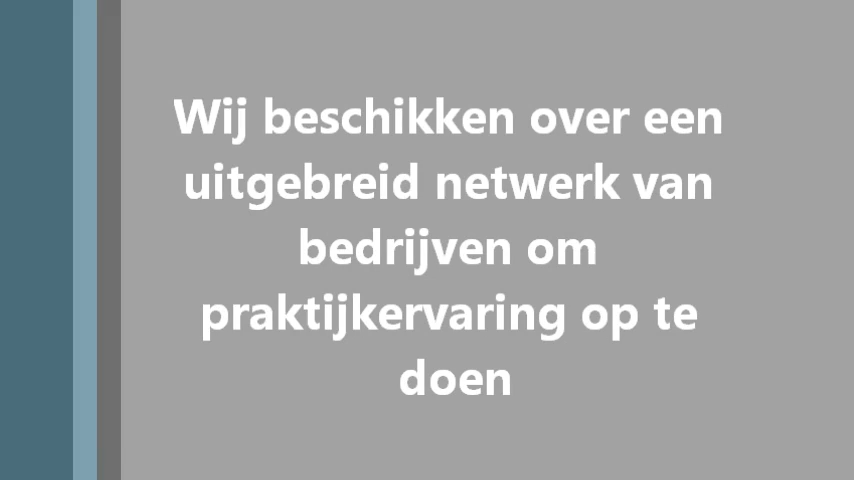 Wij beschikken over een
uitgebreid netwerk van
bedrijven om
praktijkervaring op te
doen